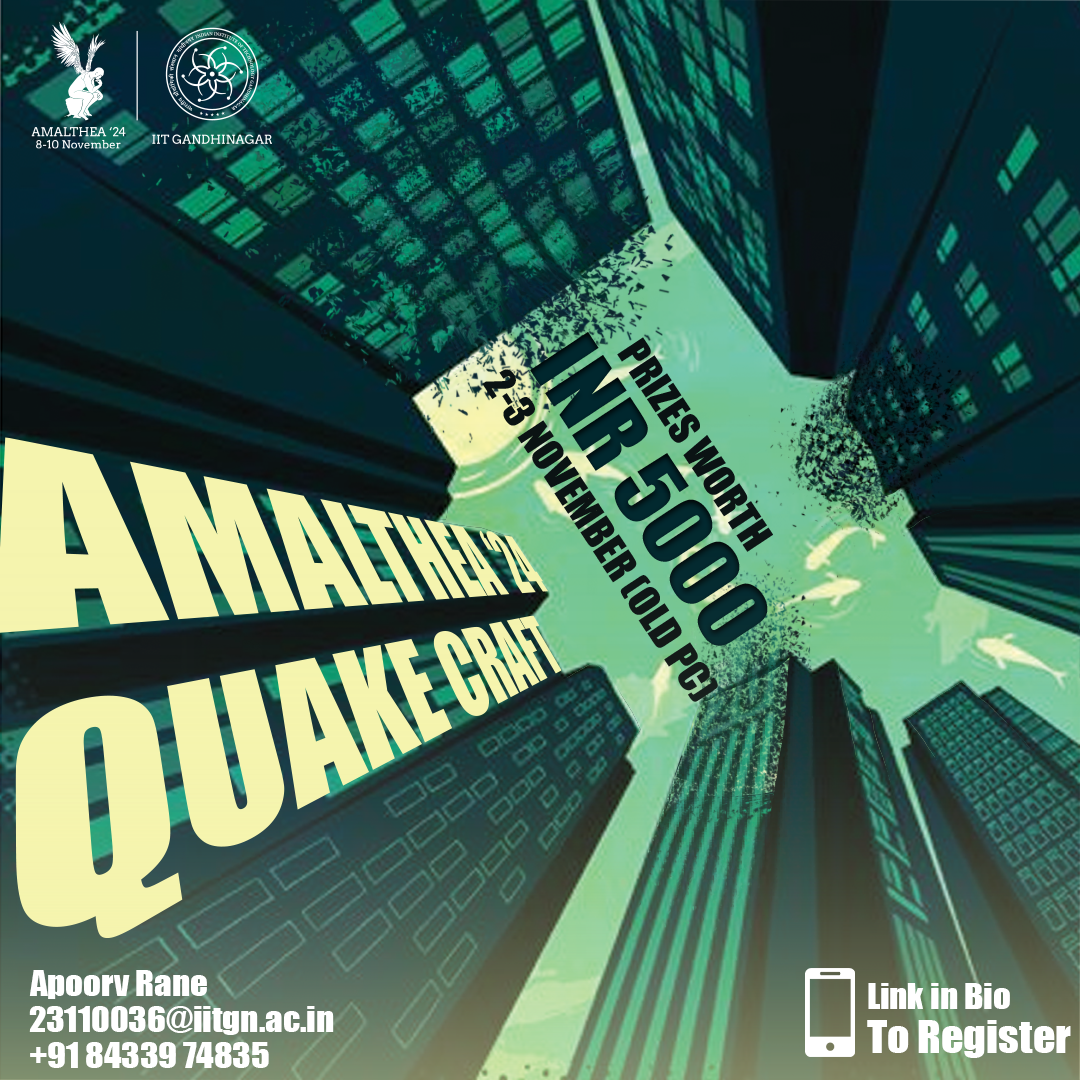 AMALTHEA '24
8-10 November
IIT GANDHINAGAR
PRIZES WORTH
INR 5000
2-3 NOVEMBER (OLD PC)
AMALTHEA '24
QUAKE CRAFT
Apoorv Rane
23110036@iitgn.ac.in
+91 84339 74835
Link in Bio
To Register